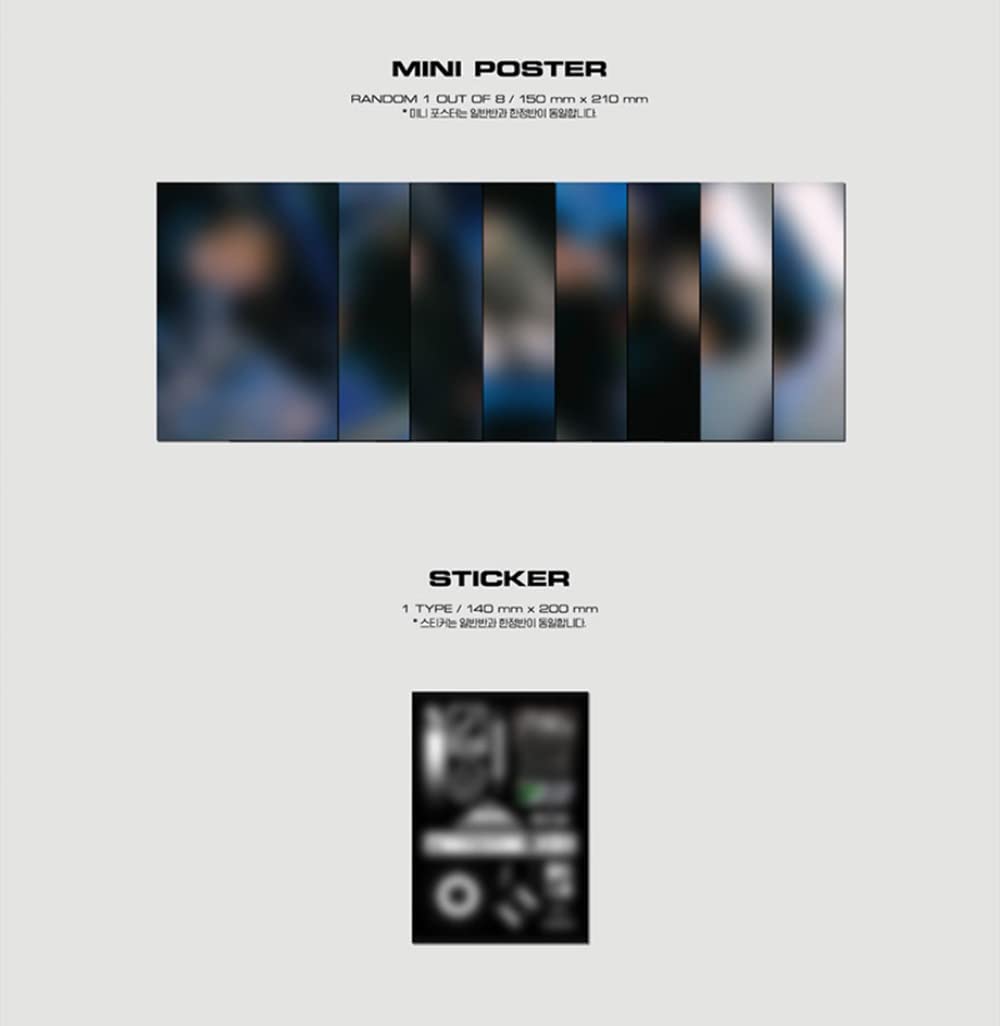 MINI POSTER
RANDOM 1 OUT OF 8 / 150 mm x 210 mm
* 미니 포스터는 일반반과 한정반이 동일합니다.
STICKER
1 TYPE / 140 mm x 200 mm
* 스티커는 일반반과 한정반이 동일합니다.